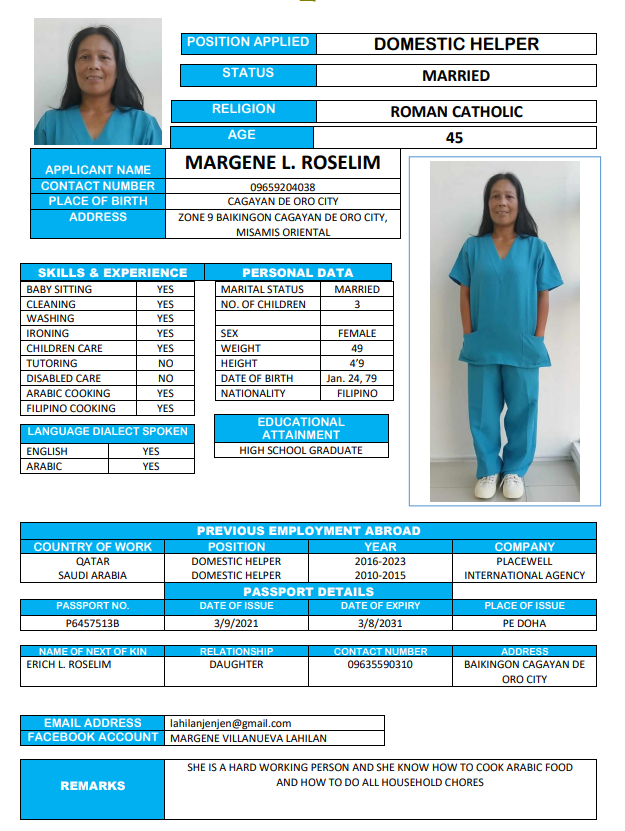 POSITION APPLIED DOMESTIC HELPER
STATUS MARRIED
RELIGION ROMAN CATHOLIC
AGE 45
APPLICANT NAME MARGENE L. ROSELIM
CONTACT NUMBER 09659204038
PLACE OF BIRTH CAGAYAN DE ORO CITY
ADDRESS ZONE 9 BAIKINGON CAGAYAN DE ORO CITY,
MISAMIS ORIENTAL
SKILLS & EXPERIENCE
BABY SITTING YES
CLEANING YES
WASHING YES
IRONING YES
CHILDREN CARE YES
TUTORING NO
DISABLED CARE NO
ARABIC COOKING YES
FILIPINO COOKING YES
LANGUAGE DIALECT SPOKEN
ENGLISH YES
ARABIC YES
PERSONAL DATA
MARITAL STATUS MARRIED
NO. OF CHILDREN 3
SEX FEMALE
WEIGHT 49
HEIGHT 4'9
DATE OF BIRTH Jan. 24, 79
NATIONALITY FILIPINO
EDUCATIONAL
ATTAINMENT
HIGH SCHOOL GRADUATE
PREVIOUS EMPLOYMENT ABROAD
COUNTRY OF WORK POSITION YEAR COMPANY
QATAR DOMESTIC HELPER 2016-2023 PLACEWELL
SAUDI ARABIA DOMESTIC HELPER 2010-2015 INTERNATIONAL AGENCY
PASSPORT DETAILS
PASSPORT NO. DATE OF ISSUE DATE OF EXPIRY PLACE OF ISSUE
P6457513B 3/9/2021 3/8/2031 PE DOHA
NAME OF NEXT OF KIN RELATIONSHIP CONTACT NUMBER ADDRESS
ERICH L. ROSELIM DAUGHTER 09635590310 BAIKINGON CAGAYAN DE
ORO CITY
EMAIL ADDRESS lahilanjenjen@gmail.com
FACEBOOK ACCOUNT MARGENE VILLANUEVA LAHILAN
REMARKS SHE IS A HARD WORKING PERSON AND SHE KNOW HOW TO COOK ARABIC FOOD
AND HOW TO DO ALL HOUSEHOLD CHORES